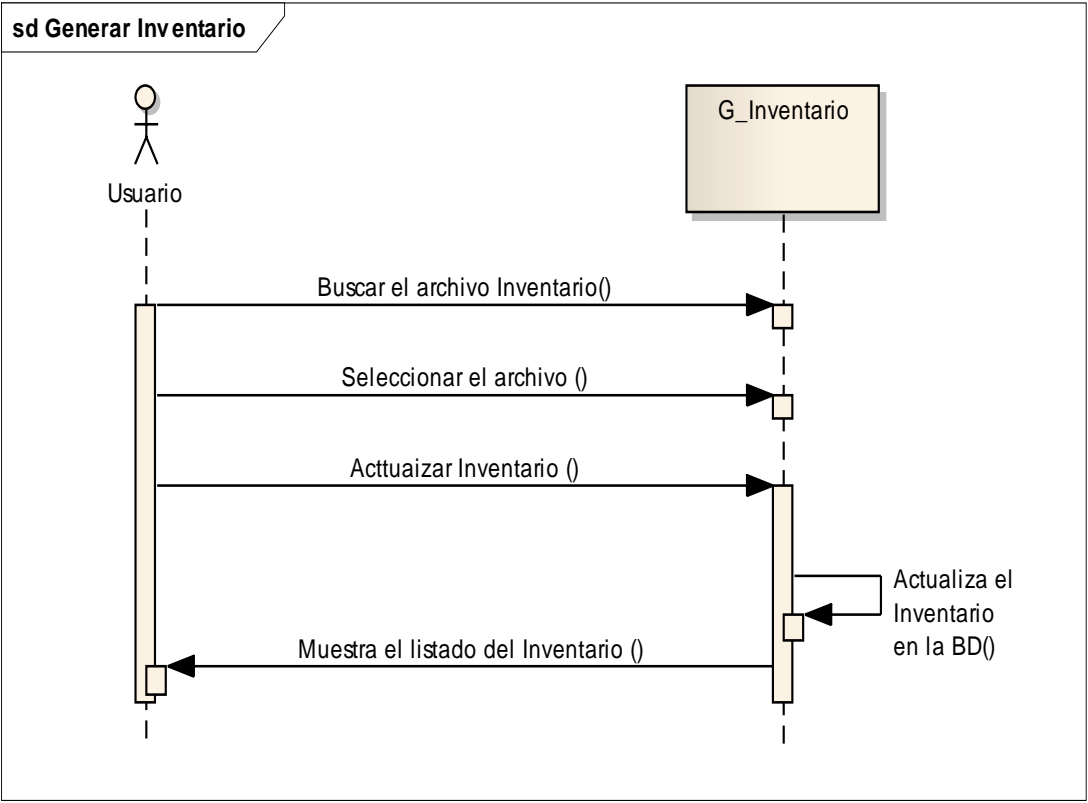 sd Generar Inventario
G_Inventario
Usuario
Buscar el archivo Inventario()
Seleccionar el archivo ()
Acttuaizar Inventario ()
Actualiza el
Inventario
en la BD()
Muestra el listado del Inventario ()